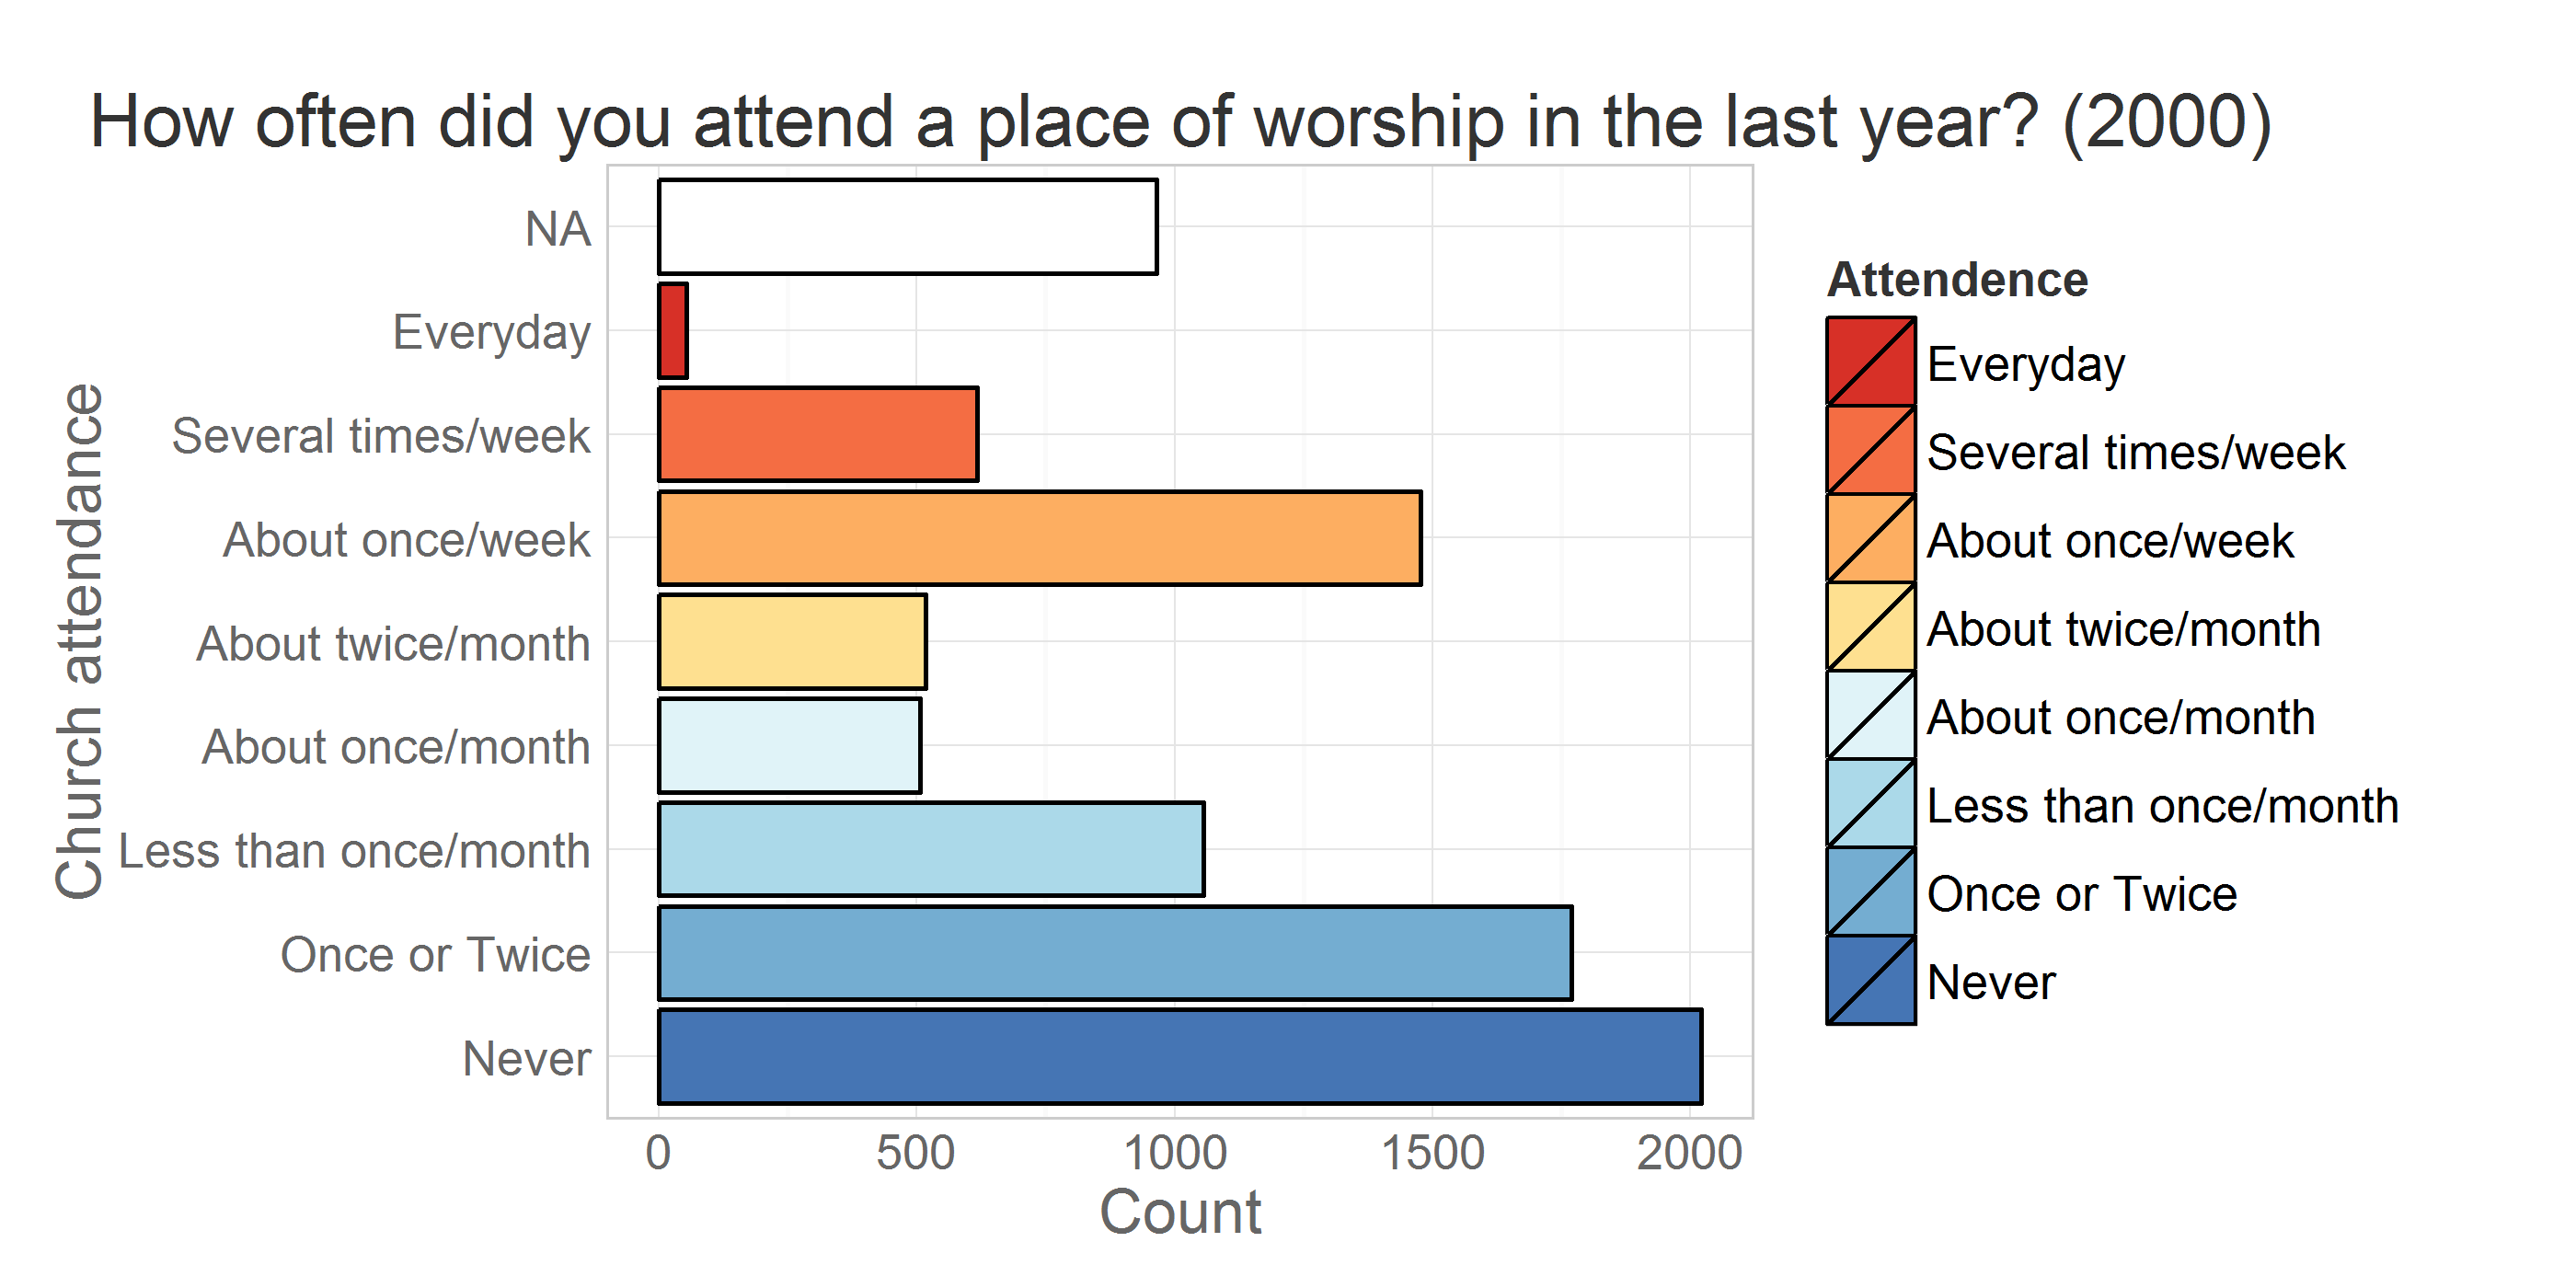 How often did you attend a place of worship in the last year? (2000)
Church attendance
NA
Everyday
Several times/week
About once/week
About twice/month
About once/month
Less than once/month
Once or Twice
Never
0 500 1000 1500 2000
Count
Attendence
Everyday
Several times/week
About once/week
About twice/month
About once/month
Less than once/month
Once or Twice
Never